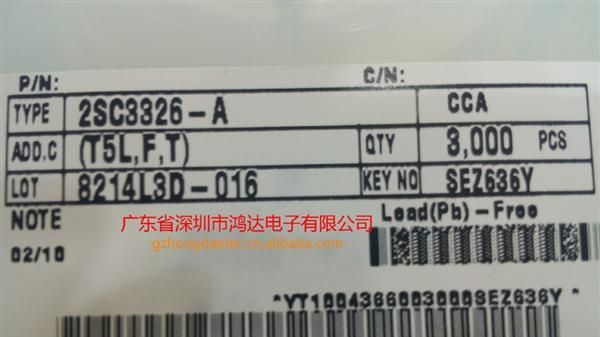 P/N: C/N:
TYPE 2SC3326-A CCA
ADD.C (T5L,F,T) QTY 3,000 PCS
LOT 8214L3D-016 KEY NO SEZ636Y
NOTE 广东省深圳市鸿达电子有限公司 Lead(Pb)-Free
02/10 gzhongdaelec.cn.alibaba.com
*YT1004366003000SEZ636Y *